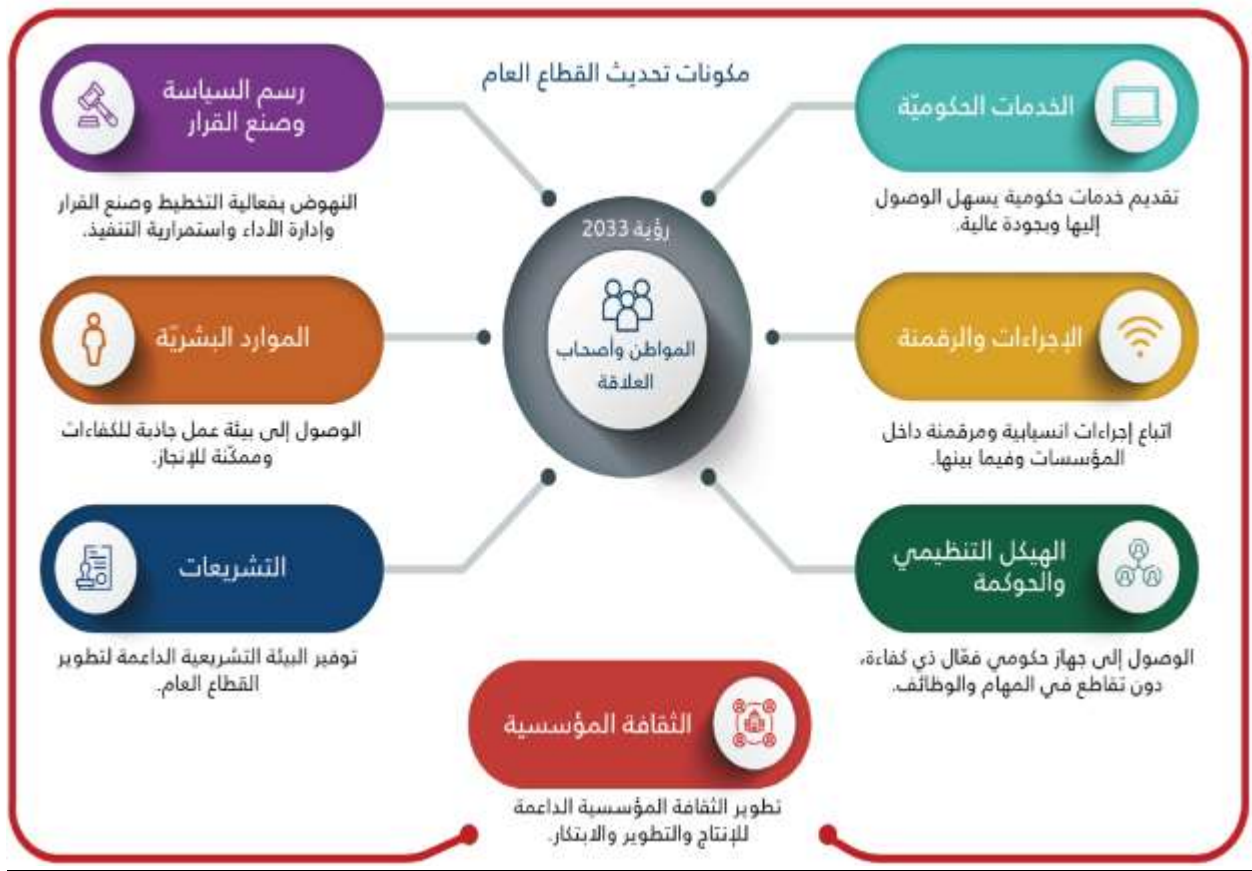 مكونات تحديث القطاع العام
الخدمات الحكوميّة
تقديم خدمات حكومية يسهل الوصول
إليها وبجودة عالية.
الإجراءات والرقمنة
اتباع إجراءات انسيابية ومرقمنة داخل
المؤسسات وفيما بينها.
الهيكل التنظيمي
والحوكمة
الوصول إلى جهاز حكومي فعّال ذي كفاءة،
دون تقاطع في المهام والوظائف.
رؤية 2033
المواطن وأصحاب
العلاقة
رسم السياسة
وصنع القرار
النهوض بفعالية التخطيط وصنع القرار
وإدارة الأداء واستمرارية التنفيذ.
الموارد البشريّة
الوصول إلى بيئة عمل جاذبة للكفاءات
وممكّنة للإنجاز.
التشريعات
توفير البيئة التشريعية الداعمة لتطوير
القطاع العام.
الثقافة المؤسسية
تطوير الثقافة المؤسسية الداعمة
للإنتاج والتطوير والابتكار.